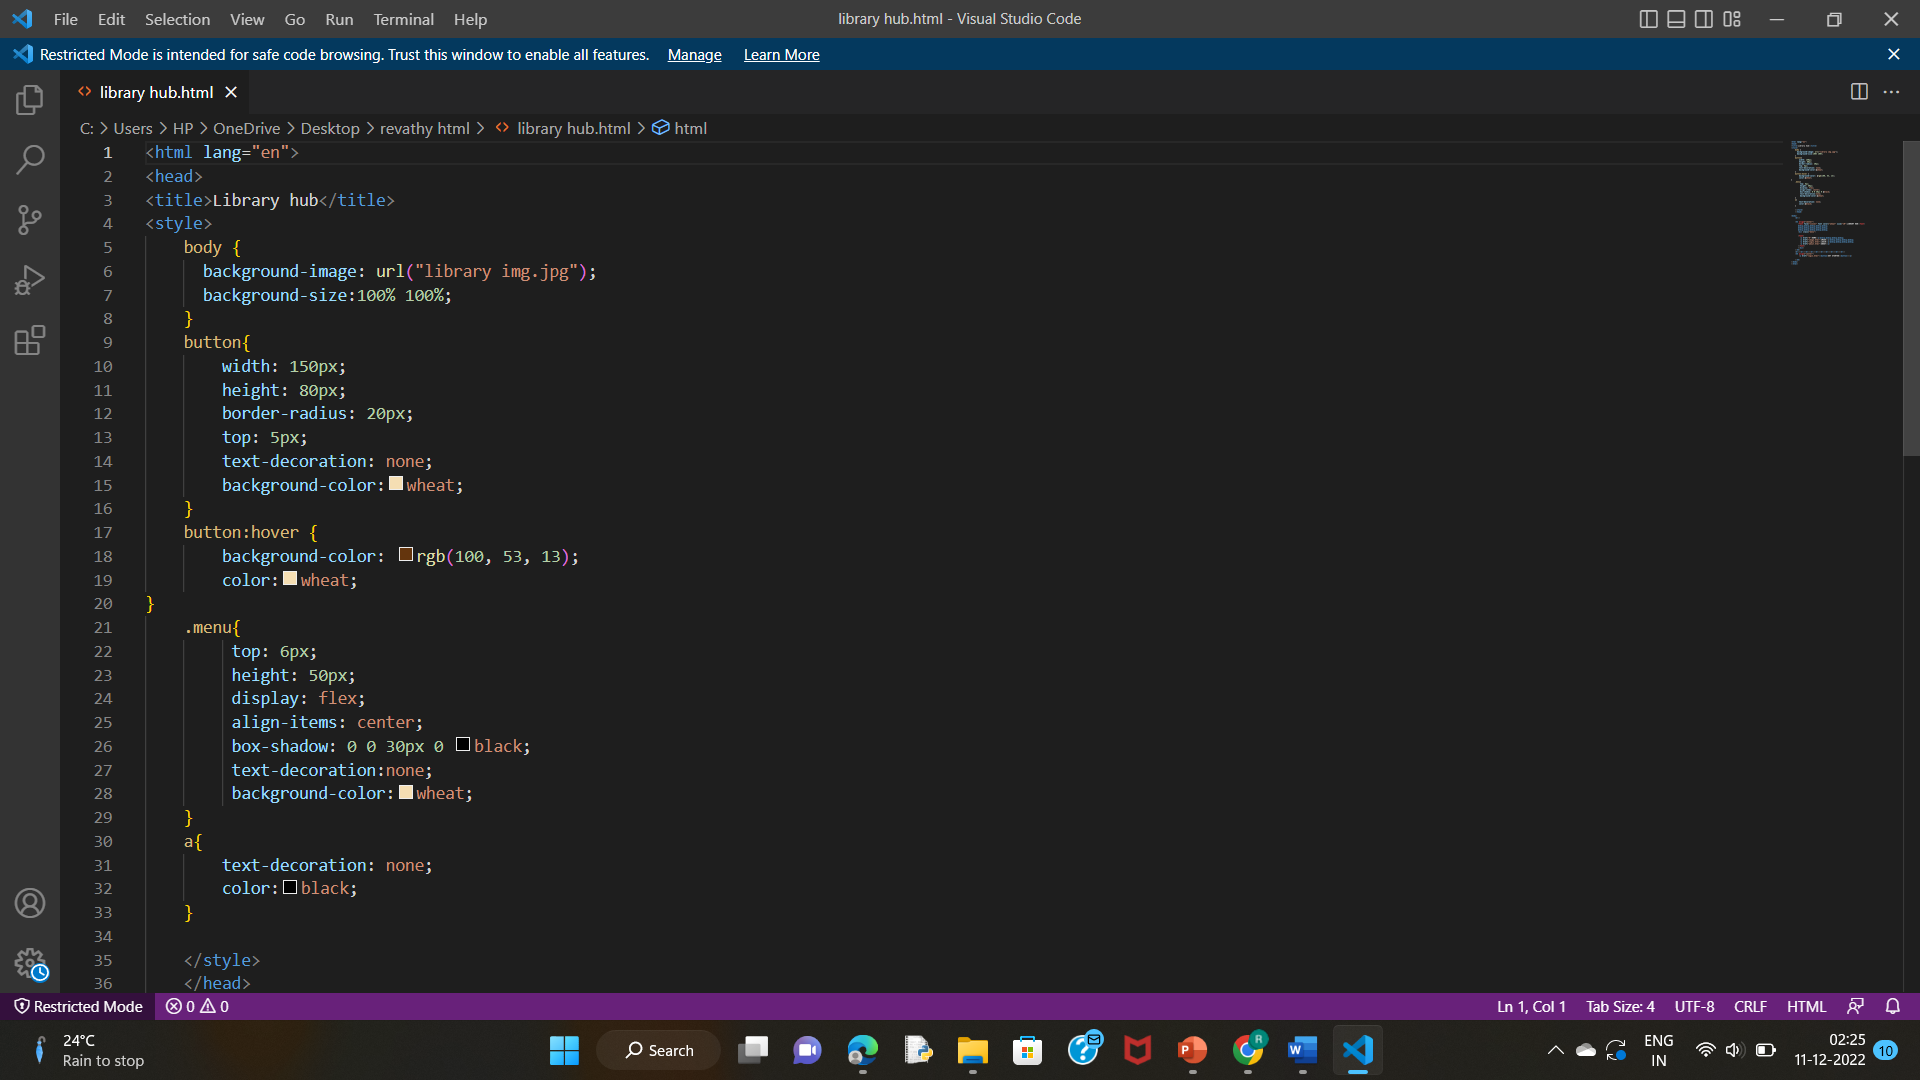 File Edit Selection View Go Run Terminal Help library hub.html - Visual Studio Code
Restricted Mode is intended for safe code browsing. Trust this window to enable all features. Manage Learn More
library hub.html
C: > Users > HP > OneDrive > Desktop > revathy html > library hub.html > html
1 <html lang="en">
2 <head>
3 <title>Library hub</title>
4 <style>
5 body {
6 background-image: url("library img.jpg");
7 background-size:100% 100%;
8 }
9 button{
10 width: 150px;
11 height: 80px;
12 border-radius: 20px;
13 top: 5px;
14 text-decoration: none;
15 background-color: wheat;
16 }
17 button:hover {
18 background-color: rgb(100, 53, 13);
19 color: wheat;
20 }
21 .menu{
22 top: 6px;
23 height: 50px;
24 display: flex;
25 align-items: center;
26 box-shadow: 0 0 30px 0 black;
27 text-decoration:none;
28 background-color: wheat;
29 }
30 a{
31 text-decoration: none;
32 color: black;
33 }
34
35 </style>
36 </head>
Restricted Mode 0 0 Ln 1, Col 1 Tab Size: 4 UTF-8 CRLF HTML
24°C
Rain to stop
Search
ENG
IN
02:25
11-12-2022
10